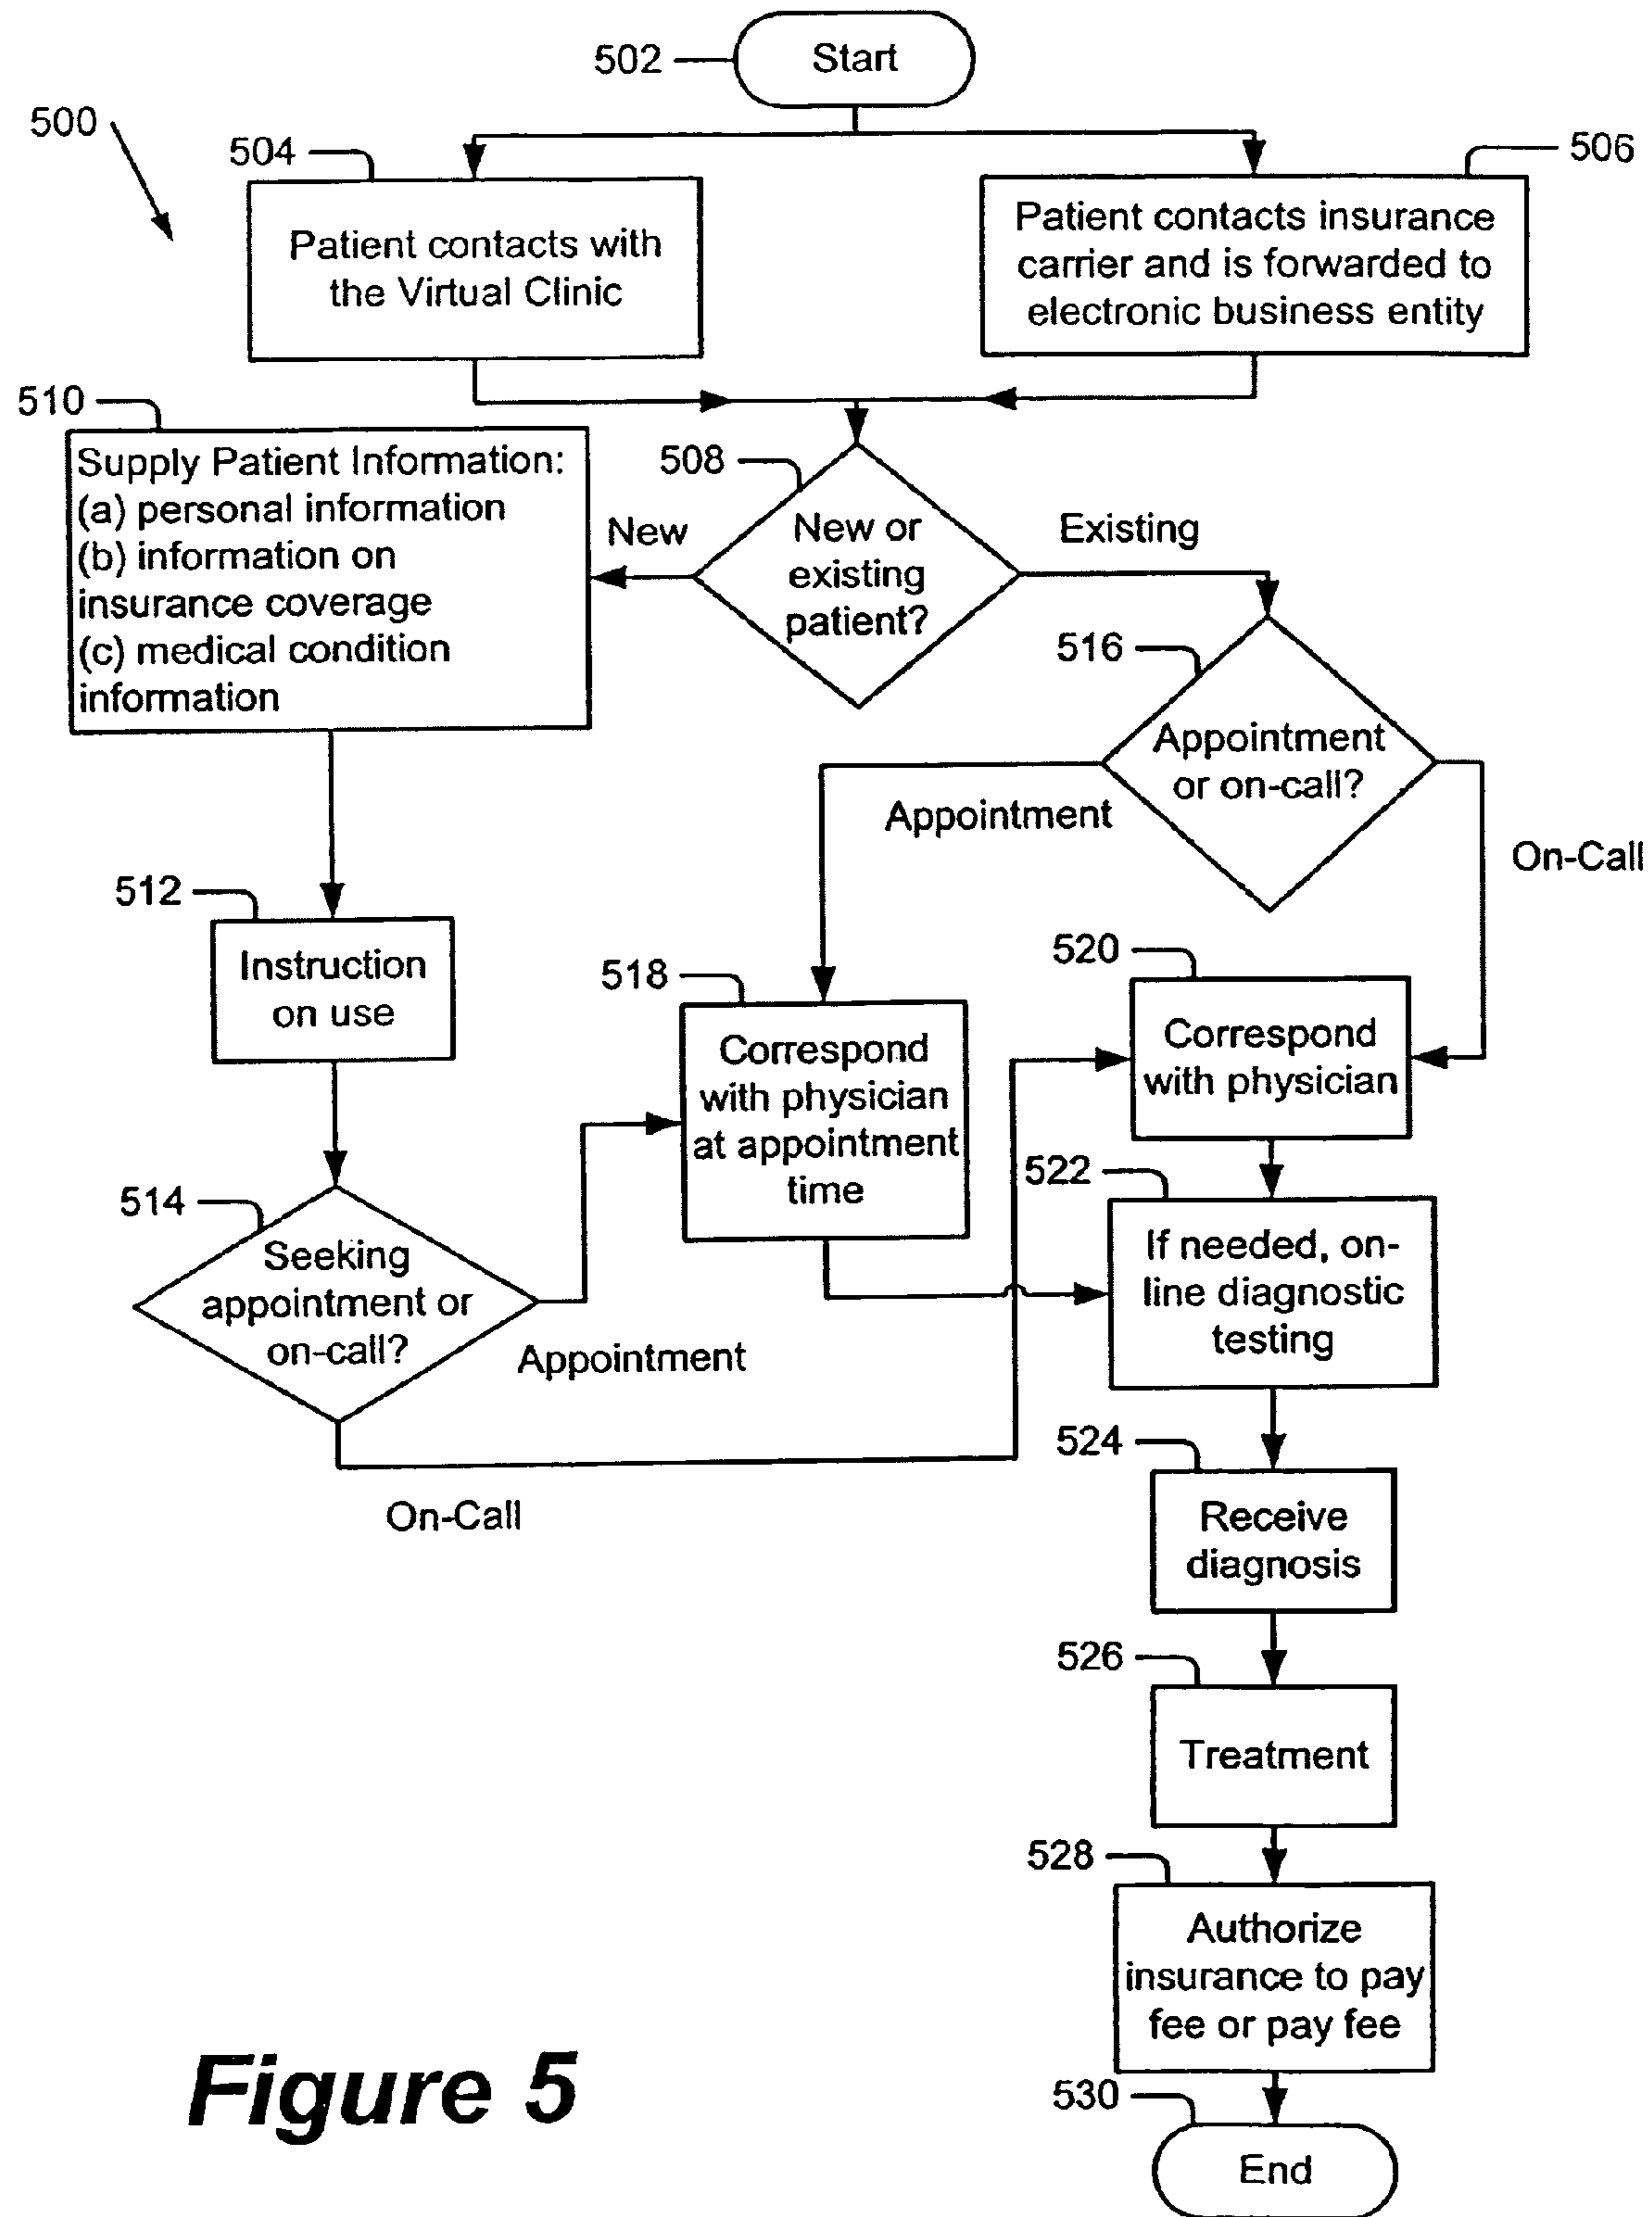 502
Start
500
504
506
Patient contacts with
the Virtual Clinic
Patient contacts insurance
carrier and is forwarded to
electronic business entity
510
Supply Patient Information:
(a) personal information
(b) information on
insurance coverage
(c) medical condition
information
508
New or
existing
patient?
New
Existing
516
Appointment
or on-call?
Appointment
On-Call
512
Instruction
on use
518
Correspond
with physician
at appointment
time
520
Correspond
with physician
514
Seeking
appointment or
on-call?
Appointment
On-Call
522
If needed, on-
line diagnostic
testing
524
Receive
diagnosis
526
Treatment
528
Authorize
insurance to pay
fee or pay fee
530
End
Figure 5